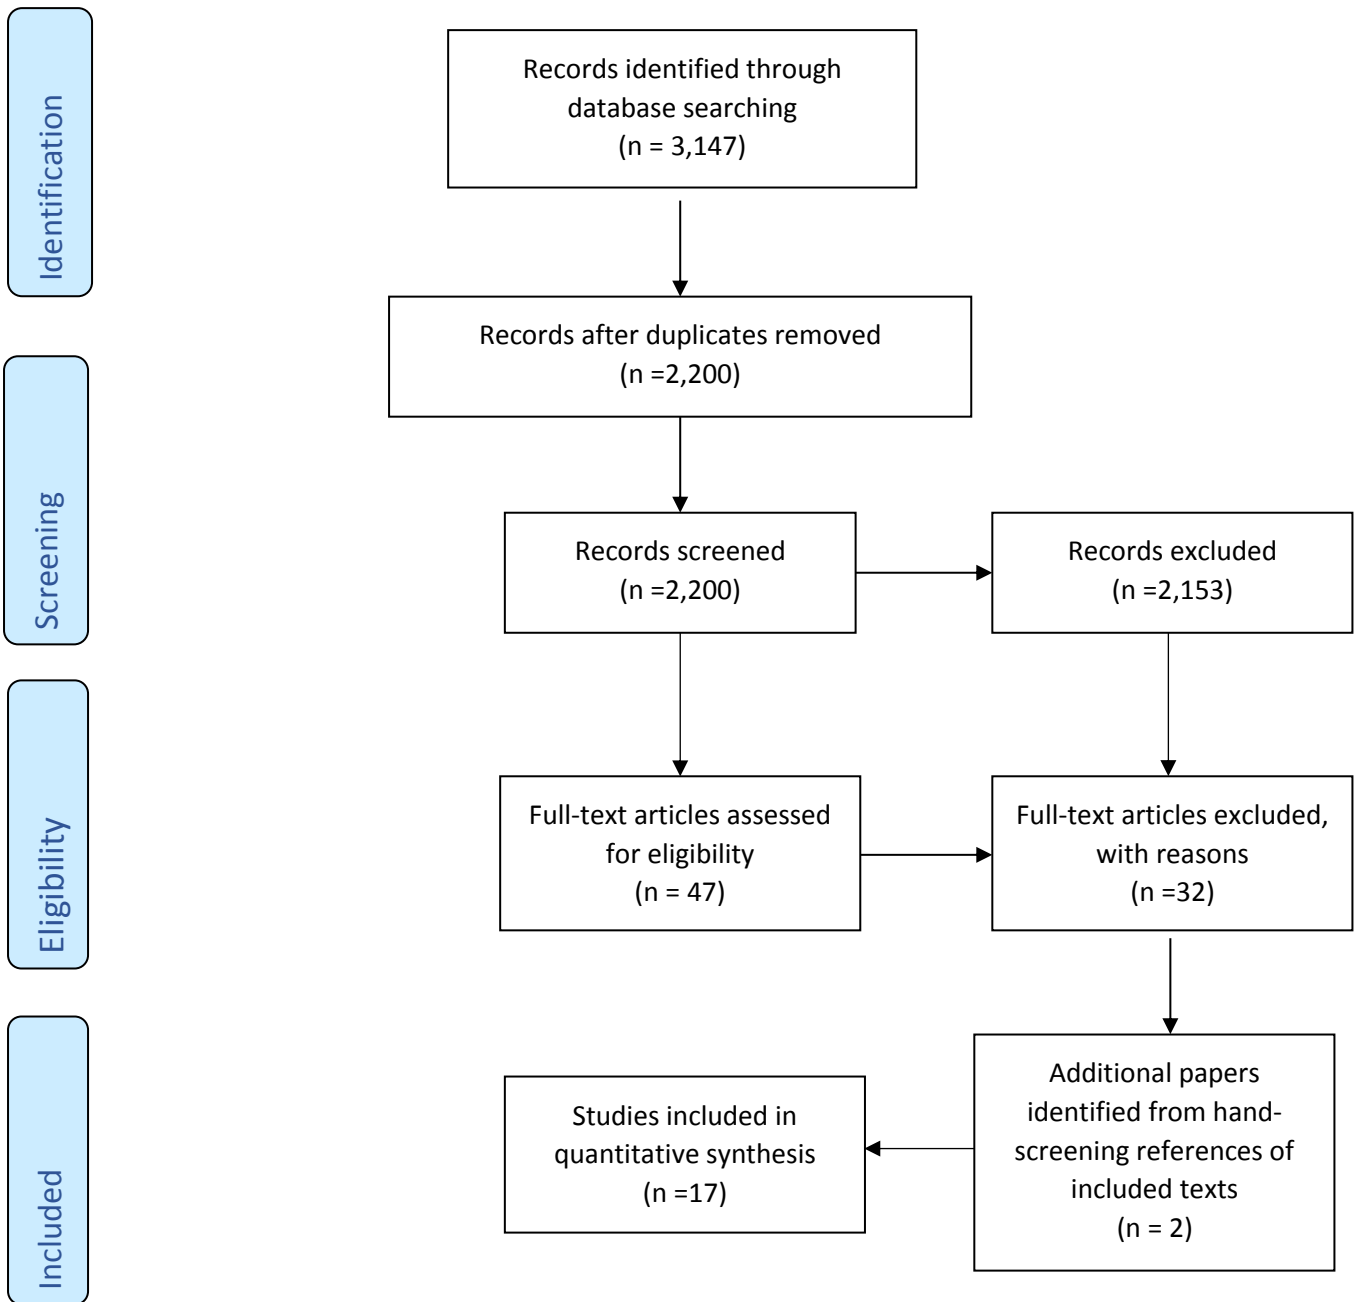 Identification
Records identified through
database searching
(n = 3,147)
Records after duplicates removed
(n =2,200)
Screening
Records screened
(n =2,200)
Records excluded
(n =2,153)
Eligibility
Full-text articles assessed
for eligibility
(n = 47)
Full-text articles excluded,
with reasons
(n =32)
Included
Studies included in
quantitative synthesis
(n =17)
Additional papers
identified from hand-
screening references of
included texts
(n = 2)